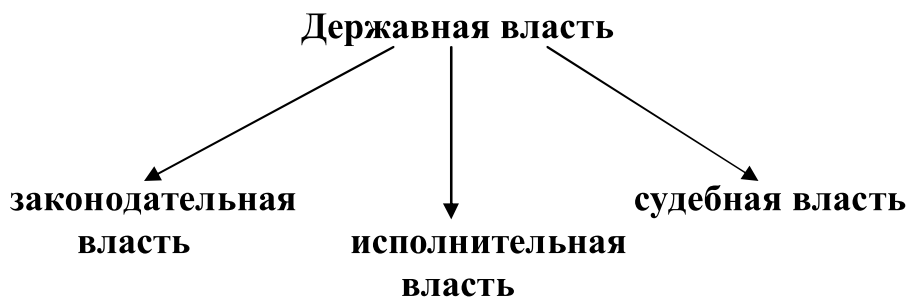 Державная власть
законодательная
власть
исполнительная
власть
судебная власть